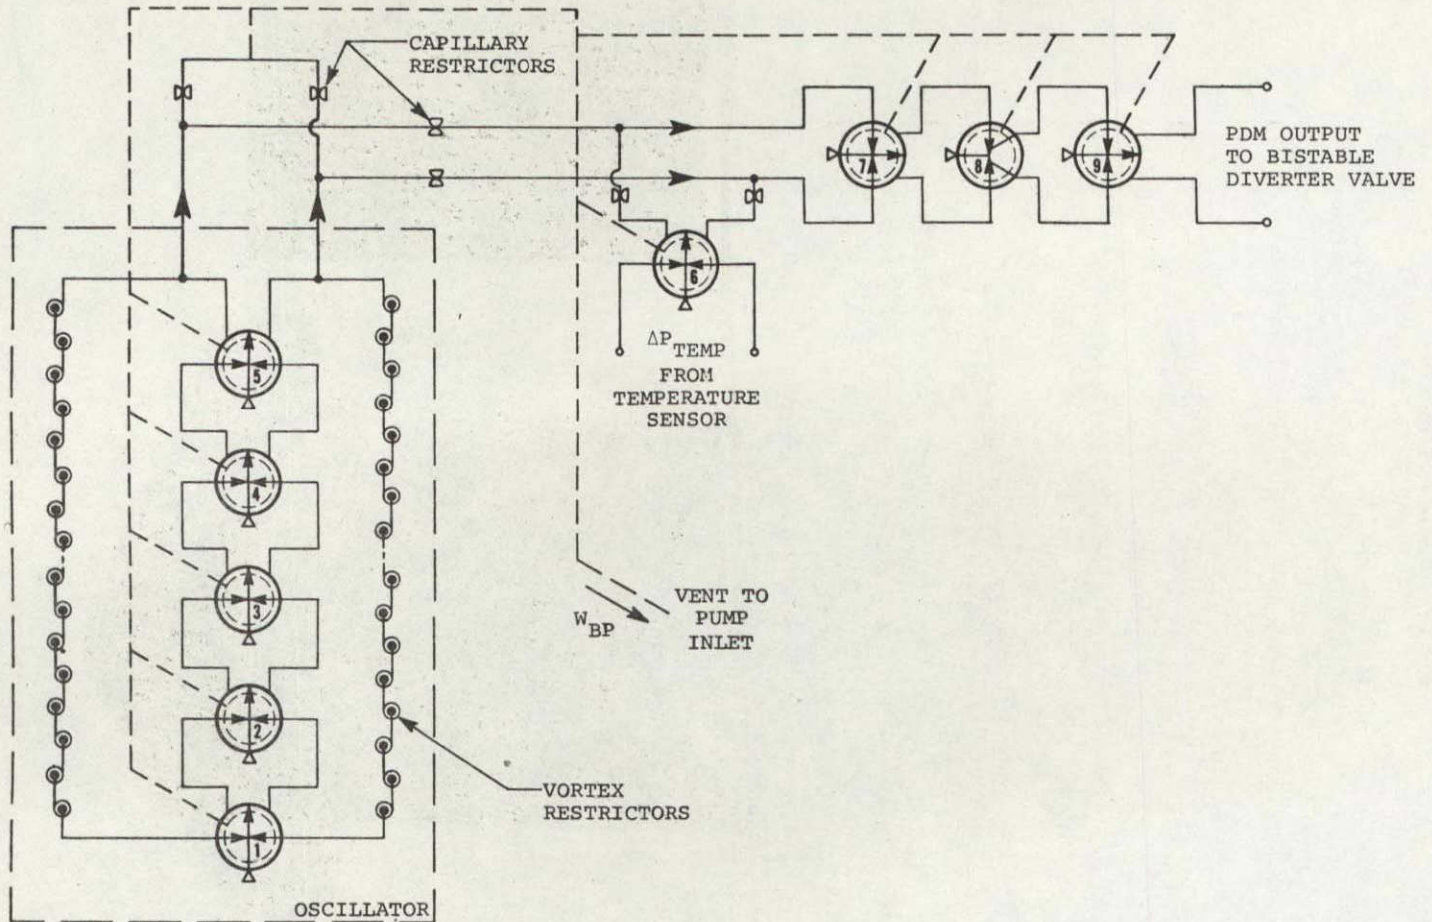 CAPILLARY
RESTRICTORS
7
8
9
PDM OUTPUT
TO BISTABLE
DIVERTER VALVE
6
ΔP TEMP
FROM
TEMPERATURE
SENSOR
5
4
3
W BP
VENT TO
PUMP
INLET
2
VORTEX
RESTRICTORS
1
OSCILLATOR